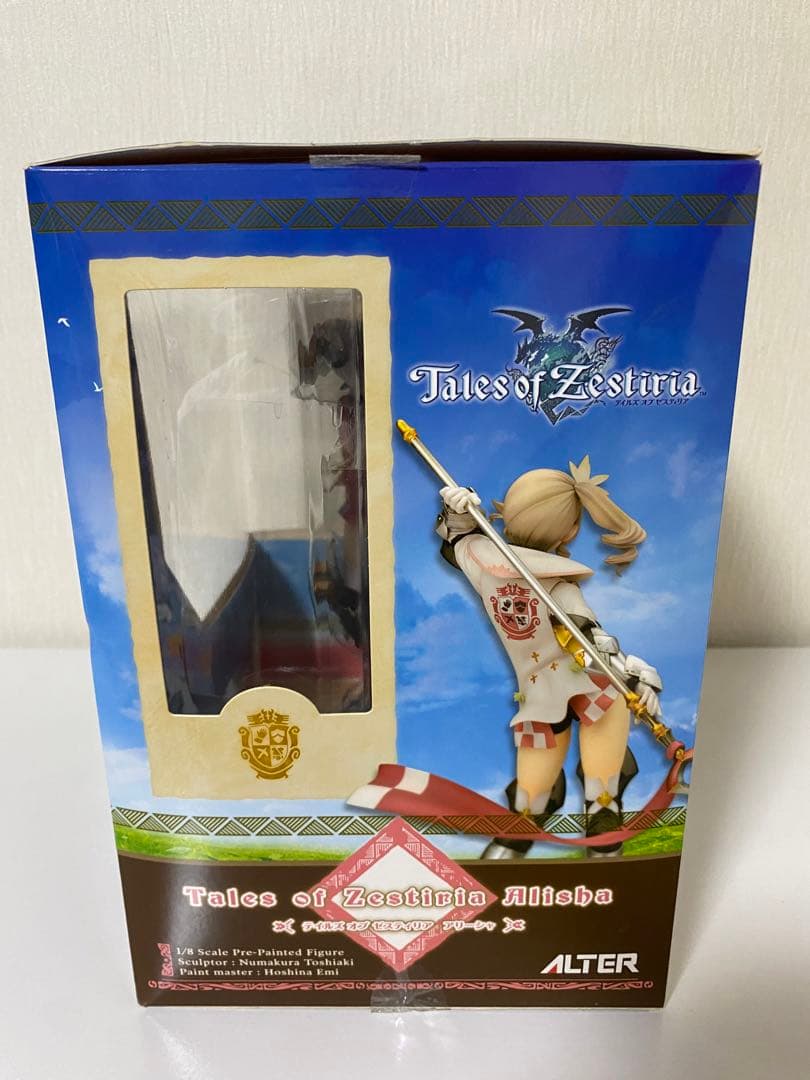 Tales of Zestiria™
テイルズ オブ ゼスティリア
Tales of Zestiria Alisha
テイルズ オブ ゼスティリア アリーシャ
1/8 Scale Pre-Painted Figure
Sculptor : Numakura Toshiaki
Paint master : Hoshina Emi
ALTER